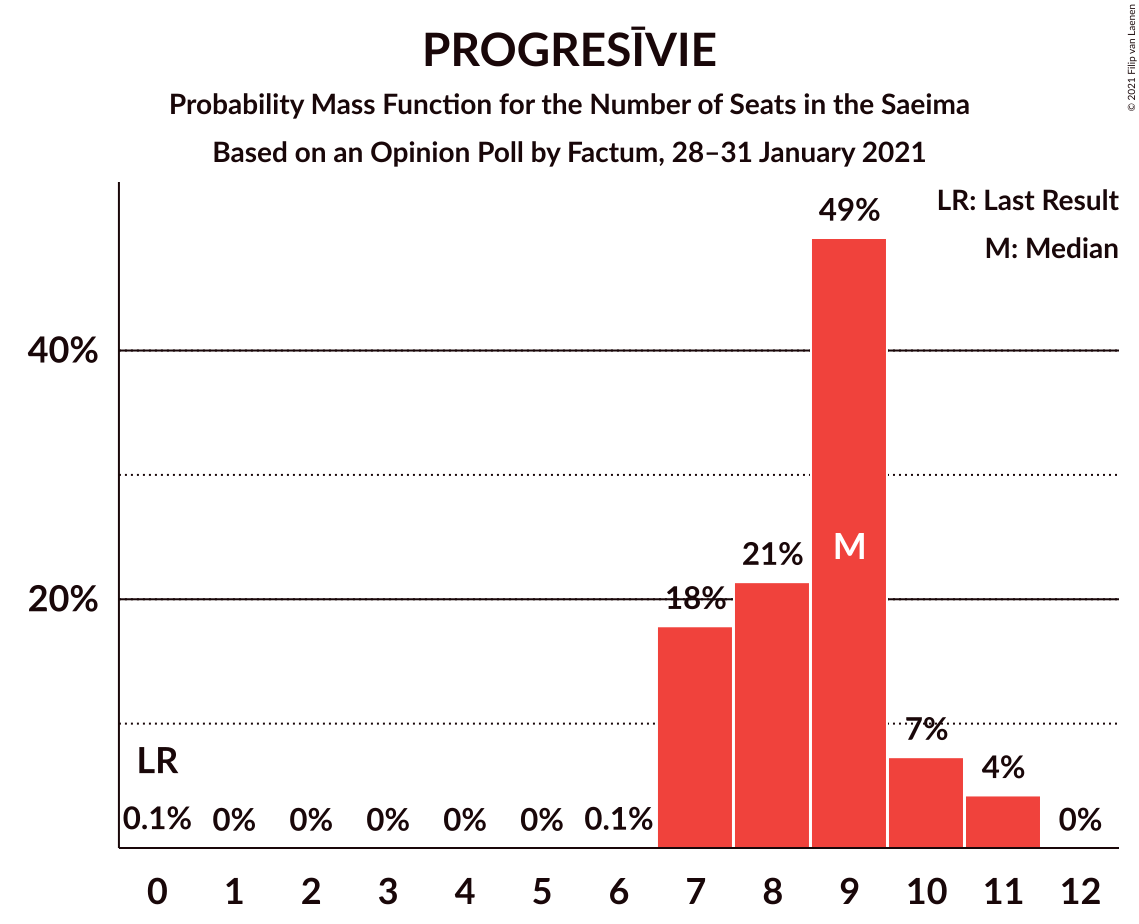 PROGRESĪVIE
Probability Mass Function for the Number of Seats in the Saeima
Based on an Opinion Poll by Factum, 28–31 January 2021
© 2021 Filip van Laenen
LR: Last Result
M: Median
49%
40%
M
21%
20%
18%
7%
LR
4%
0.1% 0% 0% 0% 0% 0% 0.1% 0%
0 1 2 3 4 5 6 7 8 9 10 11 12